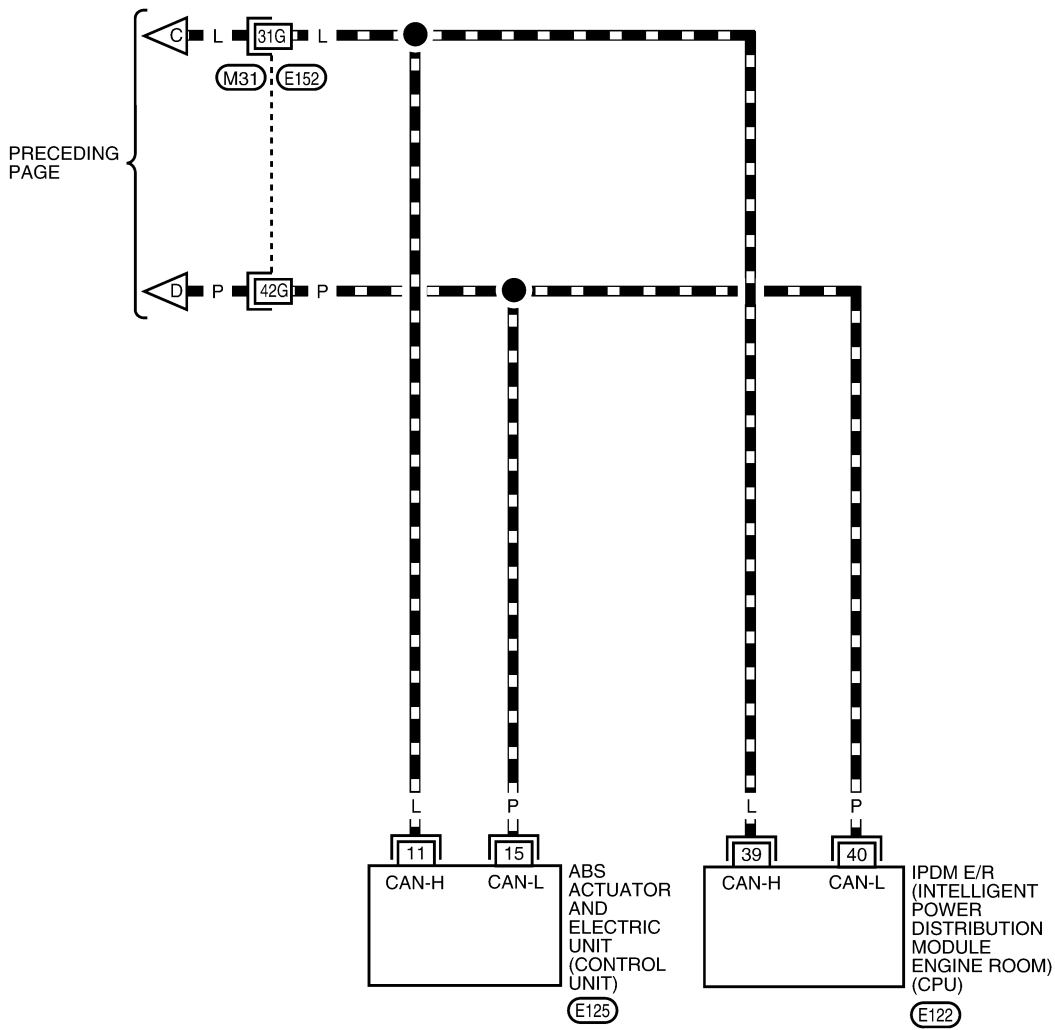 C L 31G L
M31 E152
PRECEDING
PAGE
D P 42G P
L P L P
11 15 39 40
CAN-H CAN-L CAN-H CAN-L
ABS
ACTUATOR
AND
ELECTRIC
UNIT
(CONTROL
UNIT)
E125
IPDM E/R
(INTELLIGENT
POWER
DISTRIBUTION
MODULE
ENGINE ROOM)
(CPU)
E122